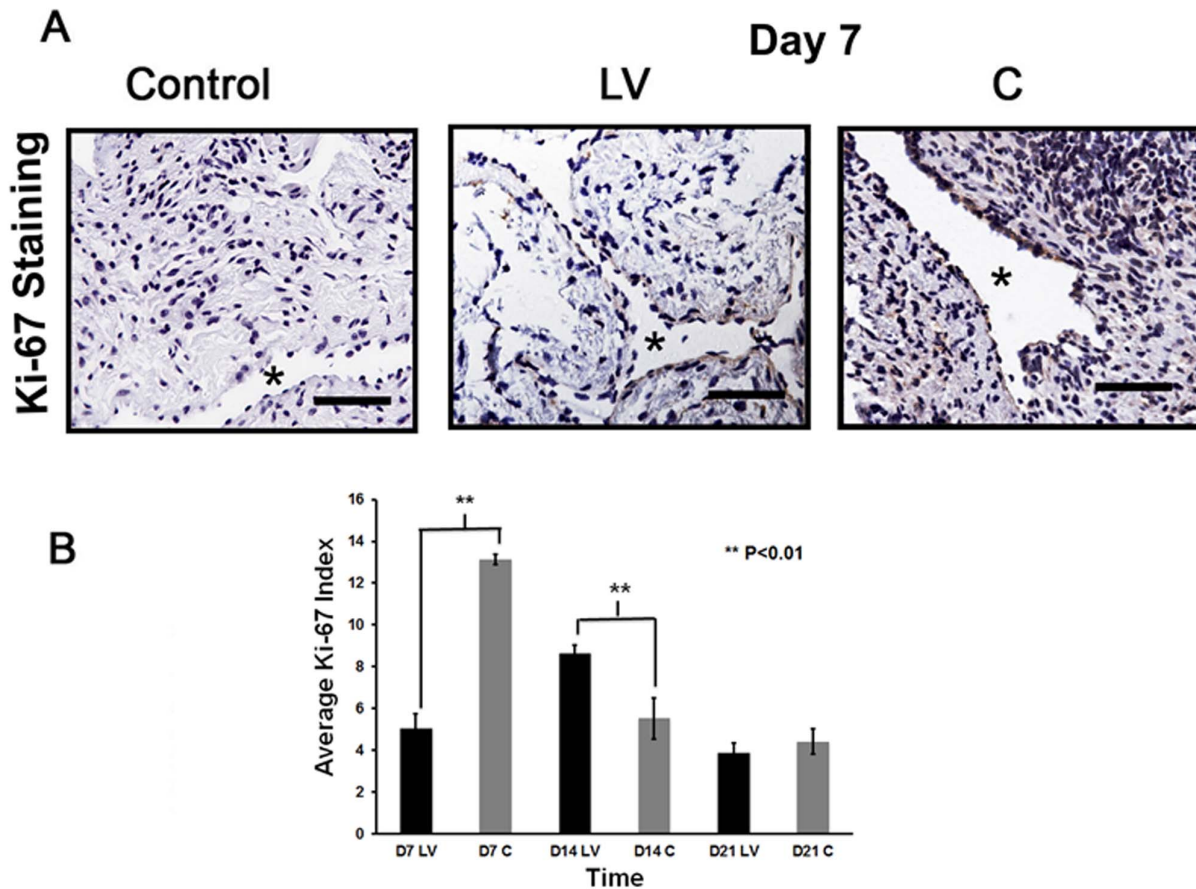 A
Day 7
Control LV C
Ki-67 Staining
* * *
B
Average Ki-67 Index
16
14
12
10
8
6
4
2
0
**
**
** P<0.01
D7 LV D7 C D14 LV D14 C D21 LV D21 C
Time